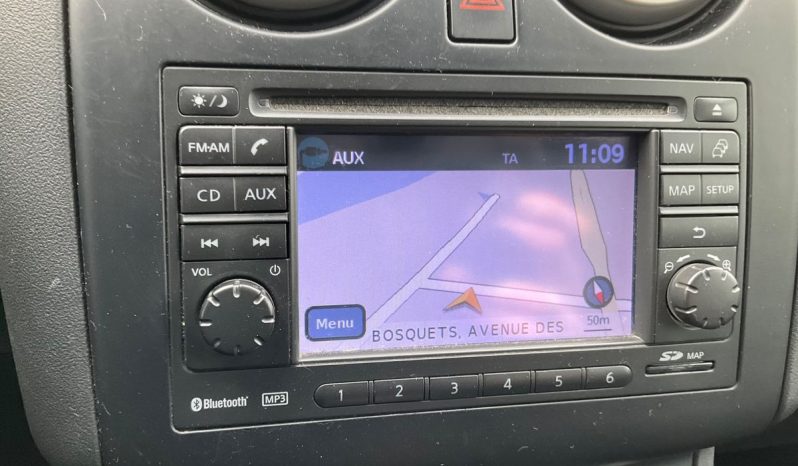 FM·AM
CD AUX
VOL
AUX TA 11:09
Menu
BOSQUETS, AVENUE DES
50m
NAV
MAP SETUP
SD MAP
Bluetooth MP3
1 2 3 4 5 6